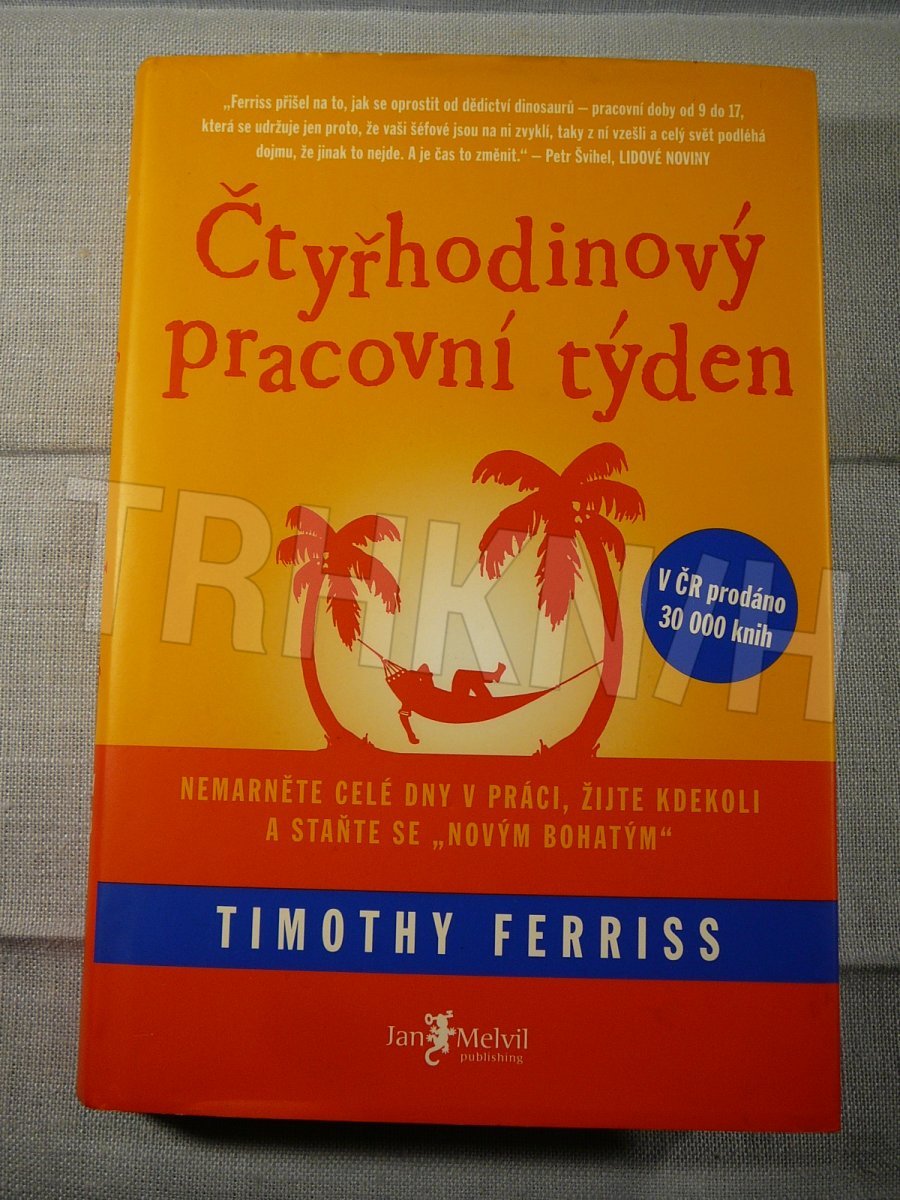 „Ferriss přišel na to, jak se oprostit od dědictví dinosaurů – pracovní doby od 9 do 17,
která se udržuje jen proto, že vaši šéfové jsou na ni zvyklí, taky z ní vzešli a celý svět podléhá
dojmu, že jinak to nejde. A je čas to změnit.“ – Petr Švihel, LIDOVÉ NOVINY
Čtyřhodinový
pracovní týden
TRHKNIH
V ČR prodáno
30 000 knih
NEMARNĚTE CELÉ DNY V PRÁCI, ŽIJTE KDEKOLI
A STAŇTE SE „NOVÝM BOHATÝM“
TIMOTHY FERRISS
Jan Melvil
publishing